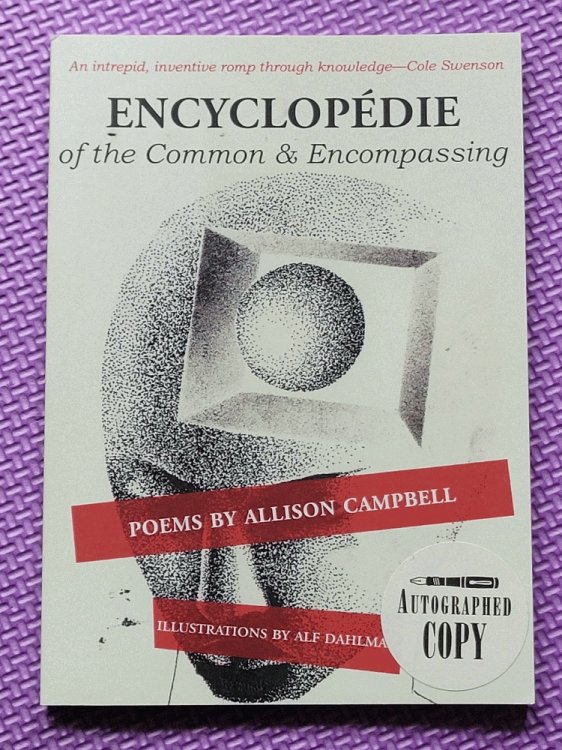 An intrepid, inventive romp through knowledge—Cole Swenson
ENCYCLOPÉDIE
of the Common & Encompassing
POEMS BY ALLISON CAMPBELL
ILLUSTRATIONS BY ALF
AUTOGRAPHED
COPY